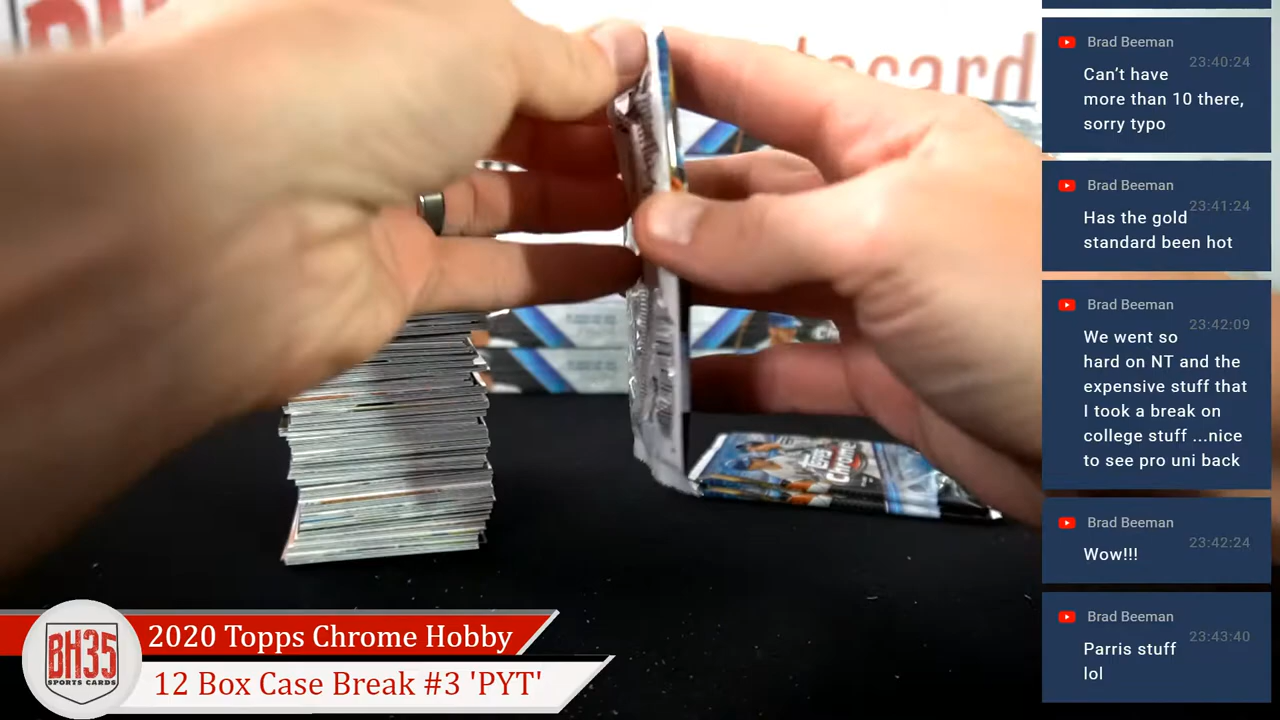 ocard
Topps
Chrome
Brad Beeman
23:40:24
Can't have
more than 10 there,
sorry typo
Brad Beeman
23:41:24
Has the gold
standard been hot
Brad Beeman
23:42:09
We went so
hard on NT and the
expensive stuff that
I took a break on
college stuff ...nice
to see pro uni back
Brad Beeman
23:42:24
Wow!!!
Brad Beeman
23:43:40
Parris stuff
lol
BH35
SPORTS CARDS
2020 Topps Chrome Hobby
12 Box Case Break #3 'PYT'